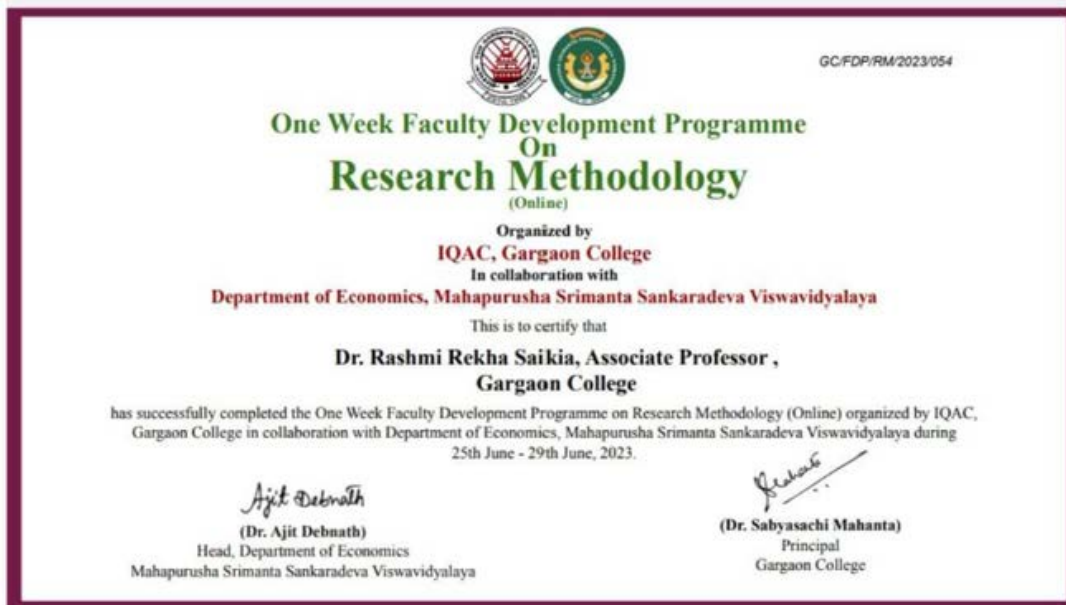 GC/FDP/RM/2023/054
One Week Faculty Development Programme
On
Research Methodology
(Online)
Organized by
IQAC, Gargaon College
In collaboration with
Department of Economics, Mahapurusha Srimanta Sankaradeva Viswavidyalaya
This is to certify that
Dr. Rashmi Rekha Saikia, Associate Professor ,
Gargaon College
has successfully completed the One Week Faculty Development Programme on Research Methodology (Online) organized by IQAC,
Gargaon College in collaboration with Department of Economics, Mahapurusha Srimanta Sankaradeva Viswavidyalaya during
25th June - 29th June, 2023.
Ajit Debnath
(Dr. Ajit Debnath)
Head, Department of Economics
Mahapurusha Srimanta Sankaradeva Viswavidyalaya
(Dr. Sabyasachi Mahanta)
Principal
Gargaon College